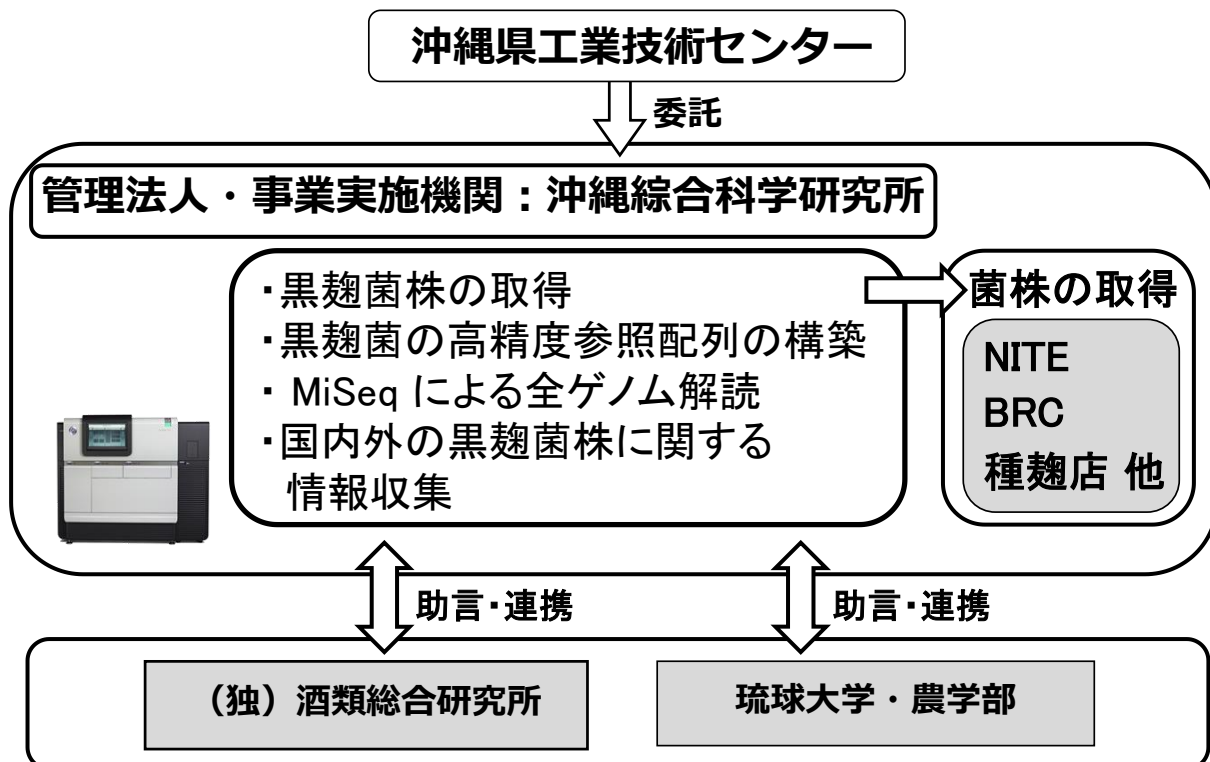 沖縄県工業技術センター
委託
管理法人・事業実施機関：沖縄綜合科学研究所
・黒麹菌株の取得
・黒麹菌の高精度参照配列の構築
・ MiSeq による全ゲノム解読
・国内外の黒麹菌株に関する
情報収集
菌株の取得
NITE
BRC
種麹店 他
助言・連携
助言・連携
（独）酒類総合研究所
琉球大学・農学部